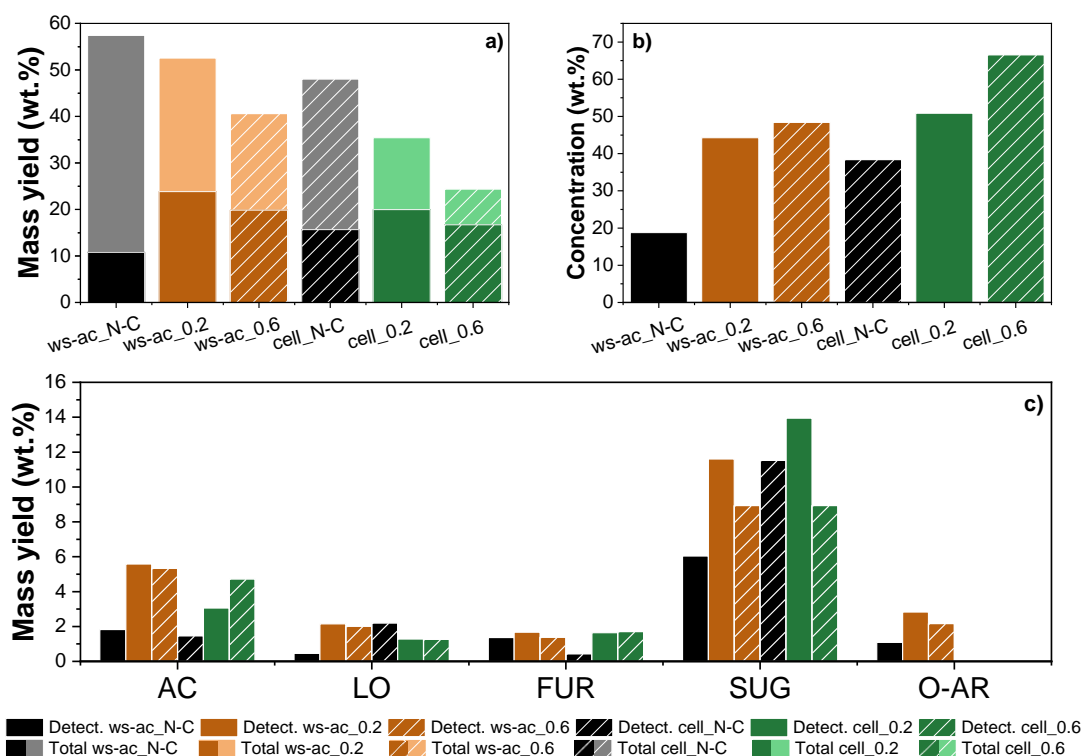 a)
Mass yield (wt.%)
60
50
40
30
20
10
0
ws-ac_N-C ws-ac_0.2 ws-ac_0.6 cell_N-C cell_0.2 cell_0.6
b)
Concentration (wt.%)
70
60
50
40
30
20
10
0
ws-ac_N-C ws-ac_0.2 ws-ac_0.6 cell_N-C cell_0.2 cell_0.6
c)
Mass yield (wt.%)
16
14
12
10
8
6
4
2
0
AC LO FUR SUG O-AR
Detect. ws-ac_N-C Detect. ws-ac_0.2 Detect. ws-ac_0.6 Detect. cell_N-C Detect. cell_0.2 Detect. cell_0.6
Total ws-ac_N-C Total ws-ac_0.2 Total ws-ac_0.6 Total cell_N-C Total cell_0.2 Total cell_0.6